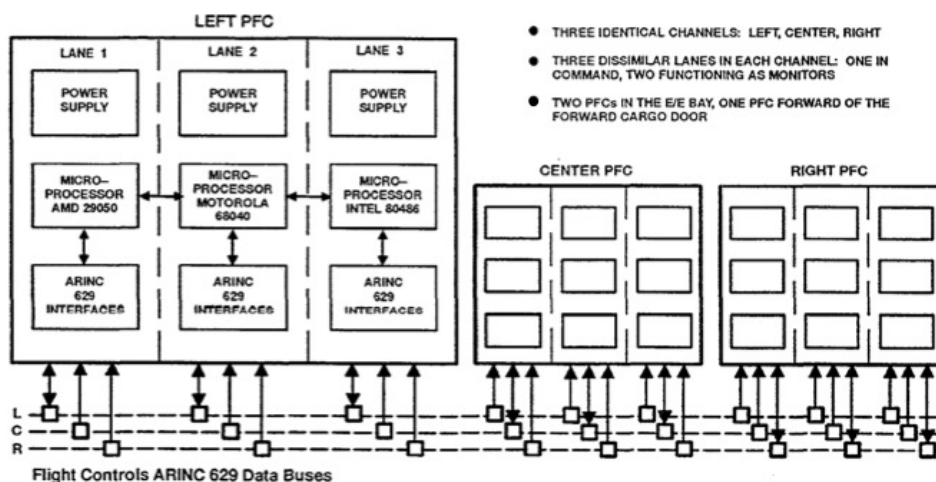 LEFT PFC
LANE 1
LANE 2
LANE 3
POWER
SUPPLY
POWER
SUPPLY
POWER
SUPPLY
MICRO–
PROCESSOR
AMD 29050
MICRO–
PROCESSOR
MOTOROLA
68040
MICRO–
PROCESSOR
INTEL 80486
ARINC
629
INTERFACES
ARINC
629
INTERFACES
ARINC
629
INTERFACES
● THREE IDENTICAL CHANNELS: LEFT, CENTER, RIGHT
● THREE DISSIMILAR LANES IN EACH CHANNEL: ONE IN
COMMAND, TWO FUNCTIONING AS MONITORS
● TWO PFCs IN THE E/E BAY, ONE PFC FORWARD OF THE
FORWARD CARGO DOOR
CENTER PFC
RIGHT PFC
L
C
R
Flight Controls ARINC 629 Data Buses